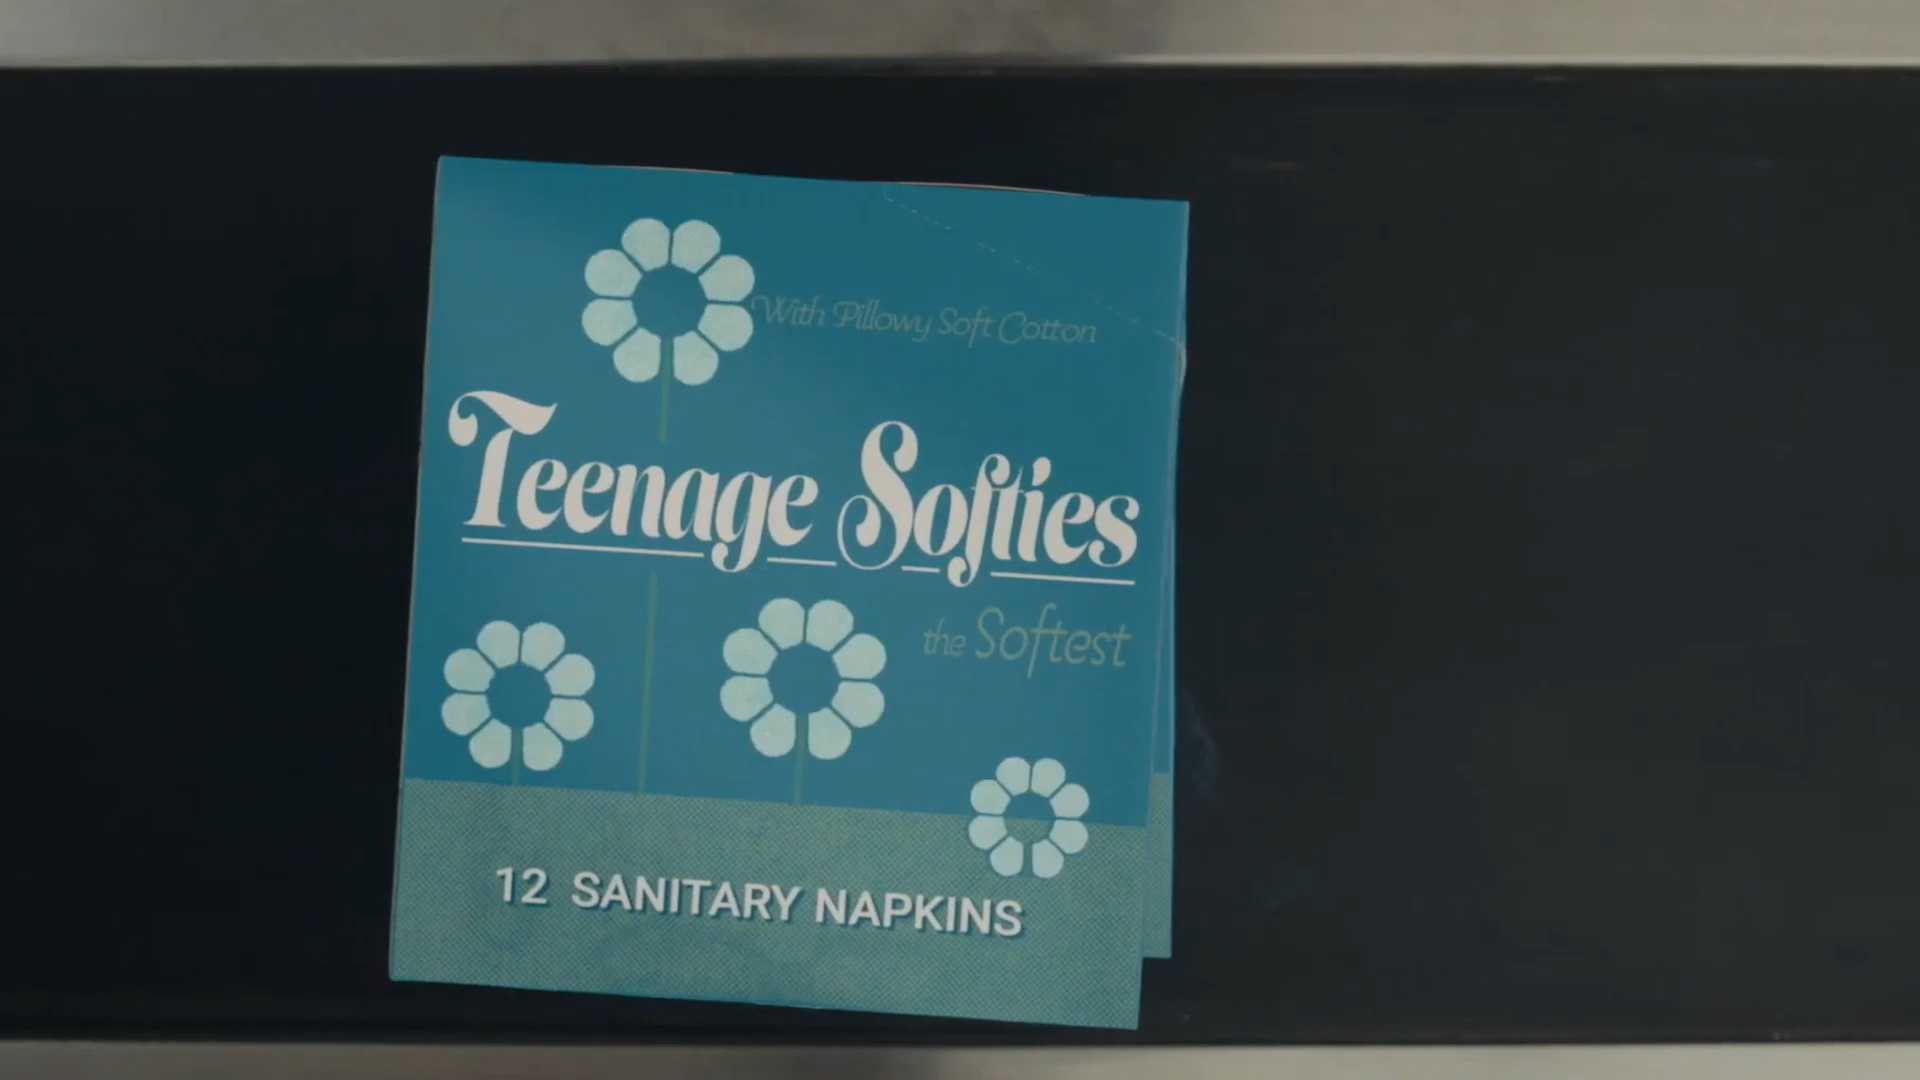 With Pillowy Soft Cotton
Teenage Softies
the Softest
12 SANITARY NAPKINS